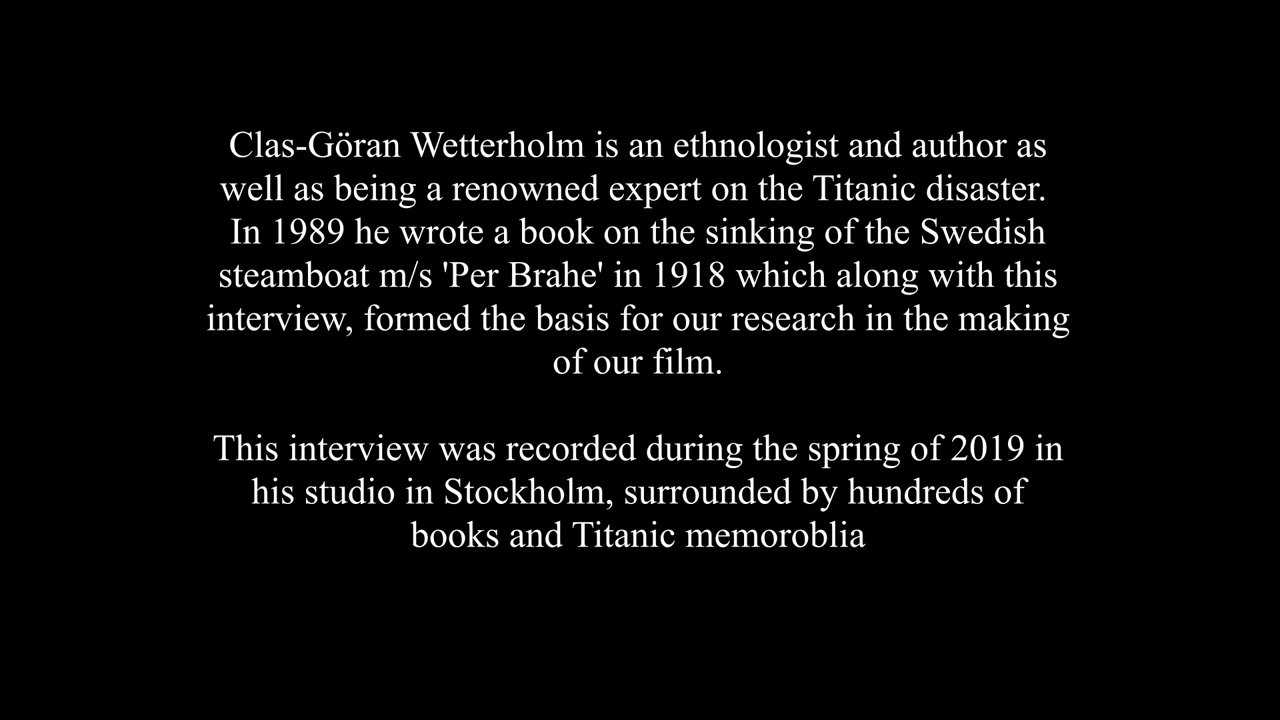 Clas-Göran Wetterholm is an ethnologist and author as
well as being a renowned expert on the Titanic disaster.
In 1989 he wrote a book on the sinking of the Swedish
steamboat m/s 'Per Brahe' in 1918 which along with this
interview, formed the basis for our research in the making
of our film.
This interview was recorded during the spring of 2019 in
his studio in Stockholm, surrounded by hundreds of
books and Titanic memoroblia